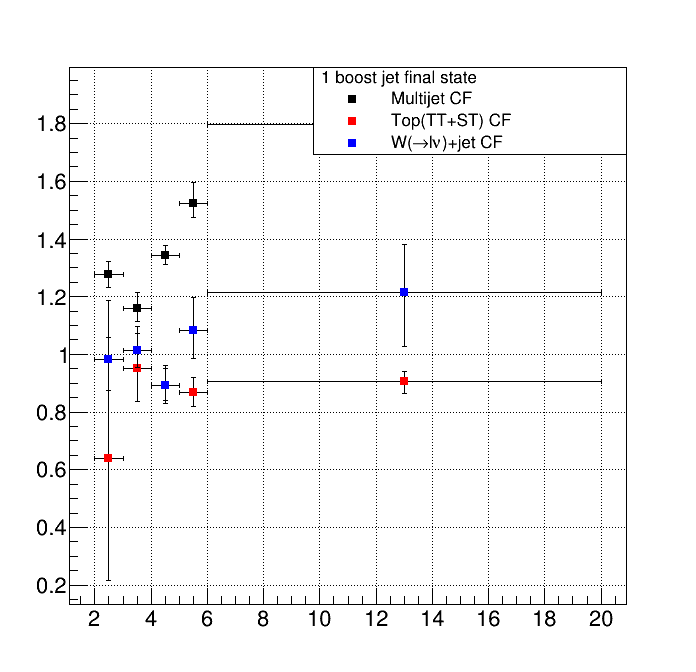 1 boost jet final state
Multijet CF
Top(TT+ST) CF
W(→lν)+jet CF
1.8
1.6
1.4
1.2
1
0.8
0.6
0.4
0.2
2 4 6 8 10 12 14 16 18 20